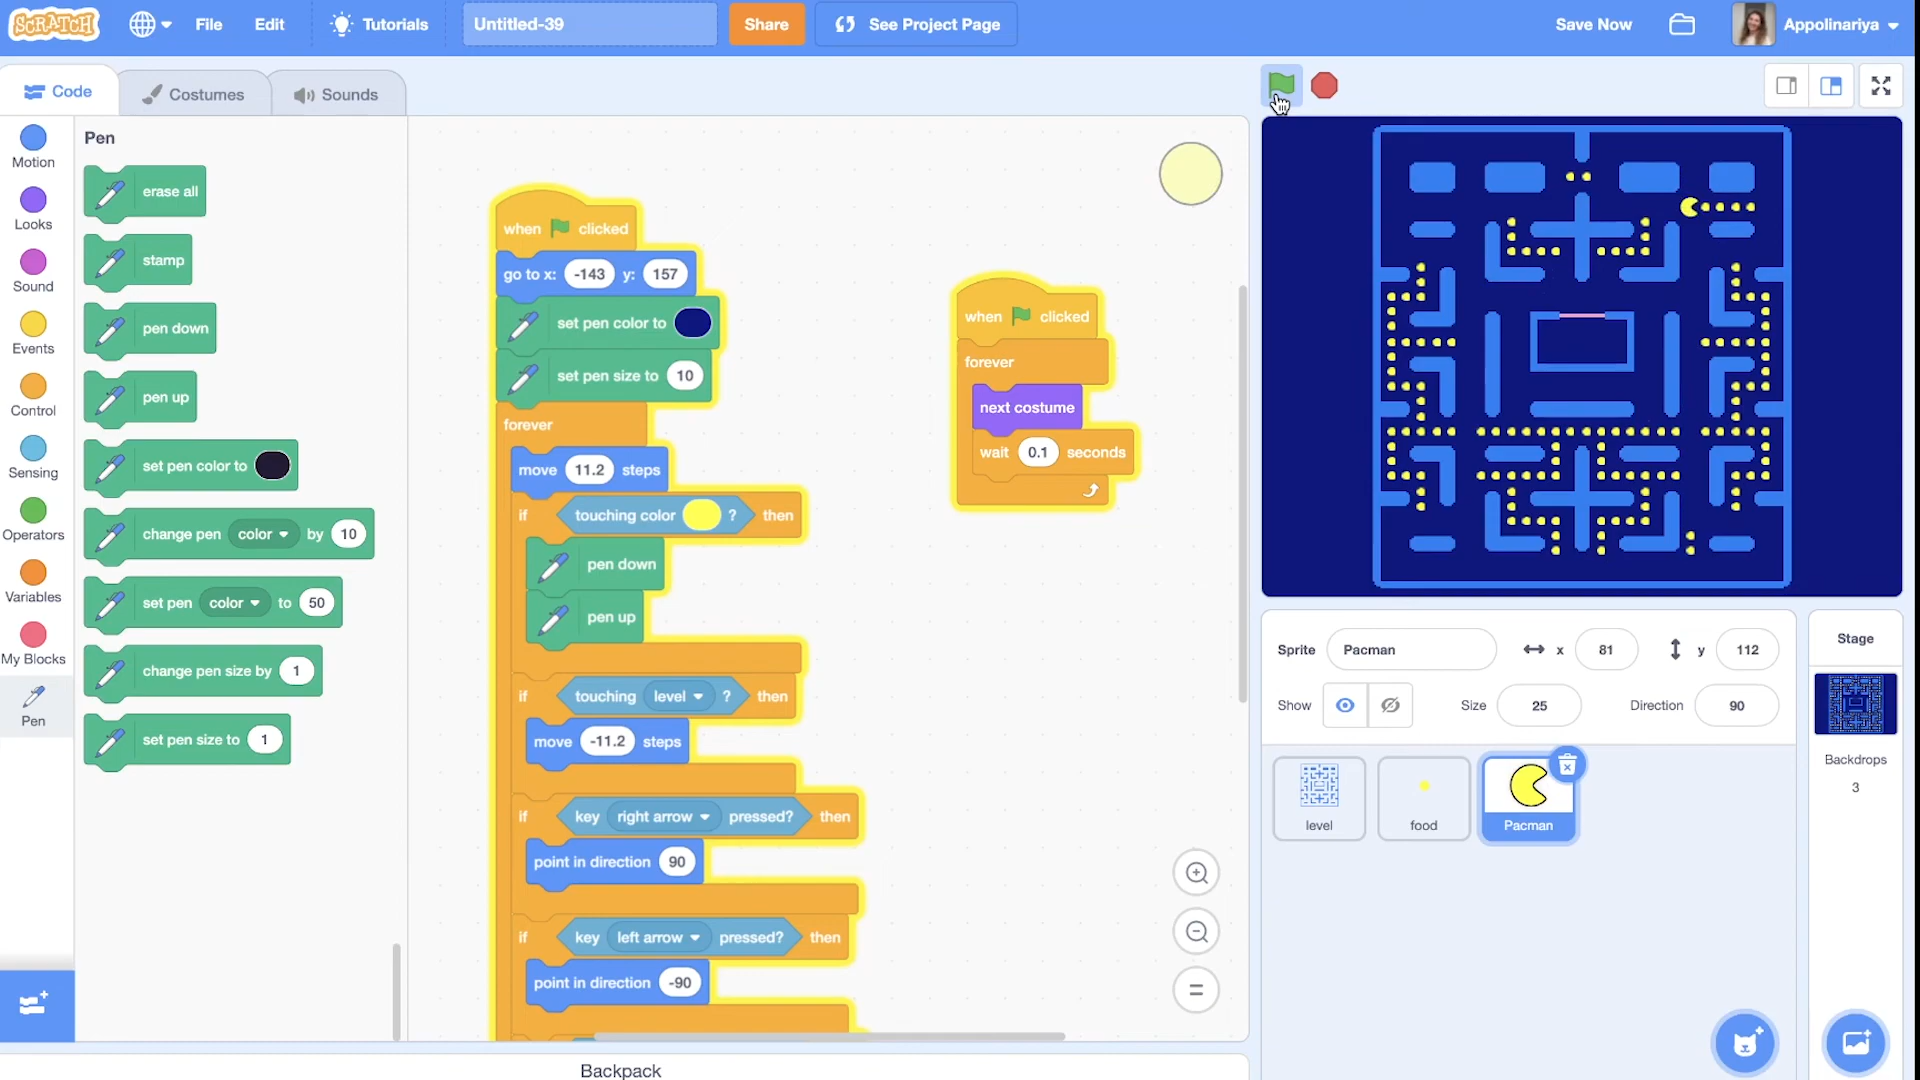 SCRATCH File Edit Tutorials Untitled-39 Share See Project Page Save Now Appolinariya
Code Costumes Sounds
Motion
Looks
Sound
Events
Control
Sensing
Operators
Variables
My Blocks
Pen
Pen
erase all
stamp
pen down
pen up
set pen color to
change pen color by 10
set pen color to 50
change pen size by 1
set pen size to 1
when clicked
go to x: -143 y: 157
set pen color to
set pen size to 10
forever
move 11.2 steps
if touching color ? then
pen down
pen up
if touching level ? then
move -11.2 steps
if key right arrow pressed? then
point in direction 90
if key left arrow pressed? then
point in direction -90
when clicked
forever
next costume
wait 0.1 seconds
Sprite Pacman x 81 y 112
Show Size 25 Direction 90
level food Pacman
Stage
Backdrops
3
Backpack